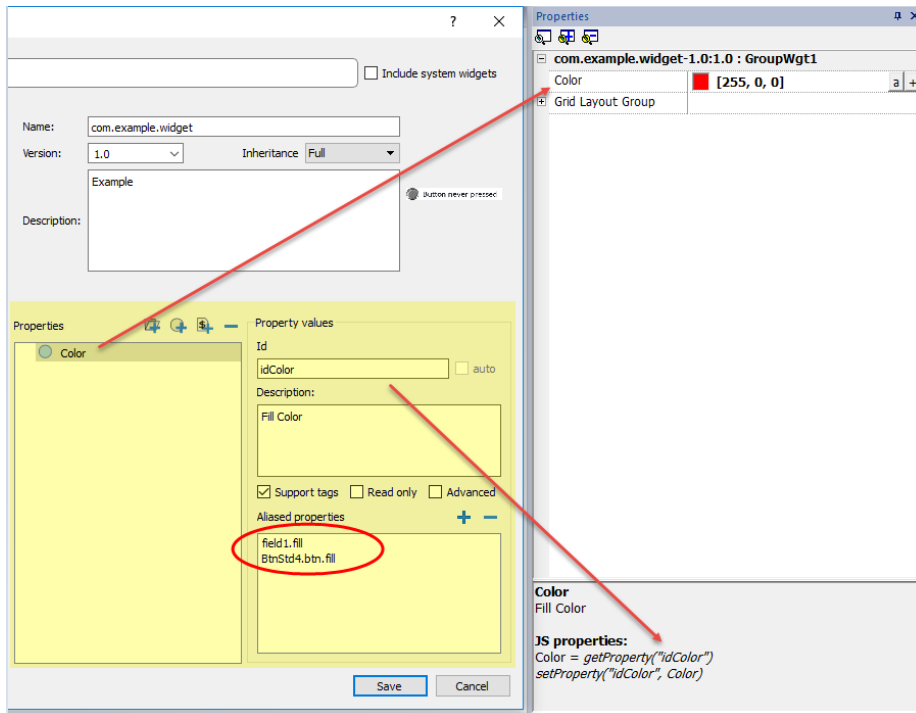 ?
Include system widgets
Name:
com.example.widget
Version:
1.0
Inheritance
Full
Example
Button never pressed
Description:
Properties
Color
Property values
Id
idColor
auto
Description:
Fill Color
Support tags
Read only
Advanced
Aliased properties
field1.fill
BtnStd4.btn.fill
Save
Cancel
Properties
com.example.widget-1.0:1.0 : GroupWgt1
Color
[255, 0, 0]
a
+
Grid Layout Group
Color
Fill Color
JS properties:
Color = getProperty("idColor")
setProperty("idColor", Color)